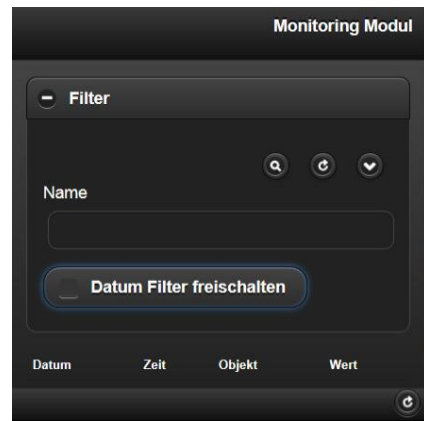 Monitoring Modul
Filter
Name
Datum Filter freischalten
Datum Zeit Objekt Wert